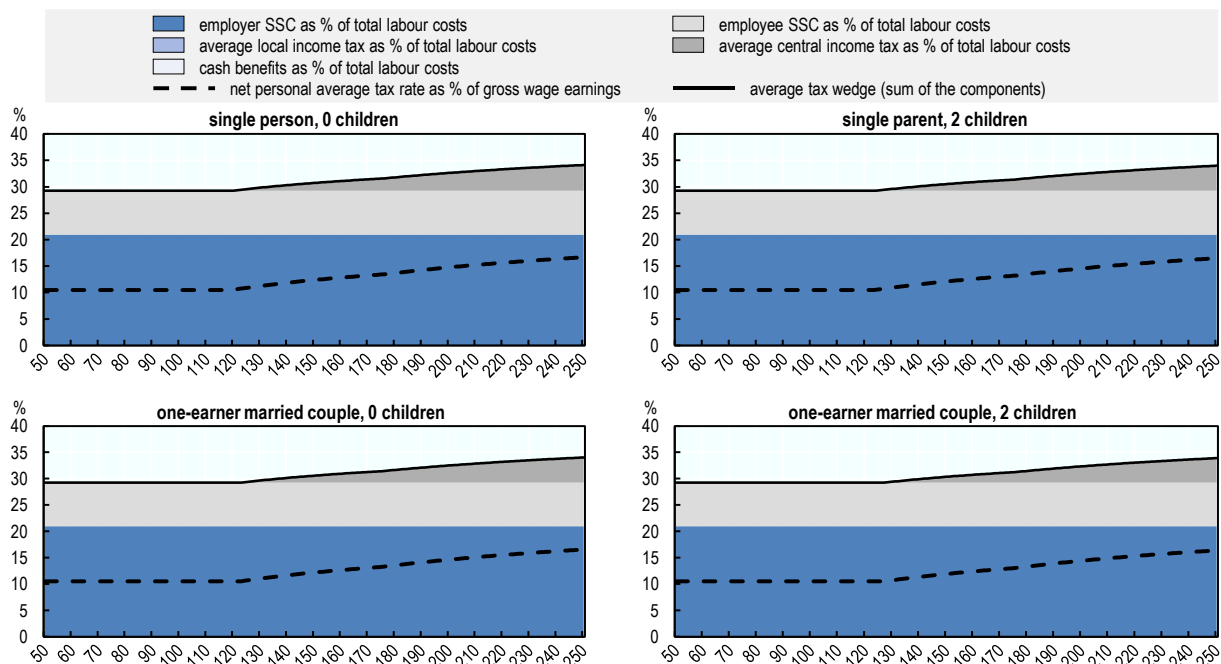 employer SSC as % of total labour costs
employee SSC as % of total labour costs
average local income tax as % of total labour costs
average central income tax as % of total labour costs
cash benefits as % of total labour costs
net personal average tax rate as % of gross wage earnings
average tax wedge (sum of the components)
%
single person, 0 children
40
35
30
25
20
15
10
5
0
50 60 70 80 90 100 110 120 130 140 150 160 170 180 190 200 210 220 230 240 250
single parent, 2 children
40
35
30
25
20
15
10
5
0
50 60 70 80 90 100 110 120 130 140 150 160 170 180 190 200 210 220 230 240 250
%
one-earner married couple, 0 children
40
35
30
25
20
15
10
5
0
50 60 70 80 90 100 110 120 130 140 150 160 170 180 190 200 210 220 230 240 250
%
one-earner married couple, 2 children
40
35
30
25
20
15
10
5
0
50 60 70 80 90 100 110 120 130 140 150 160 170 180 190 200 210 220 230 240 250